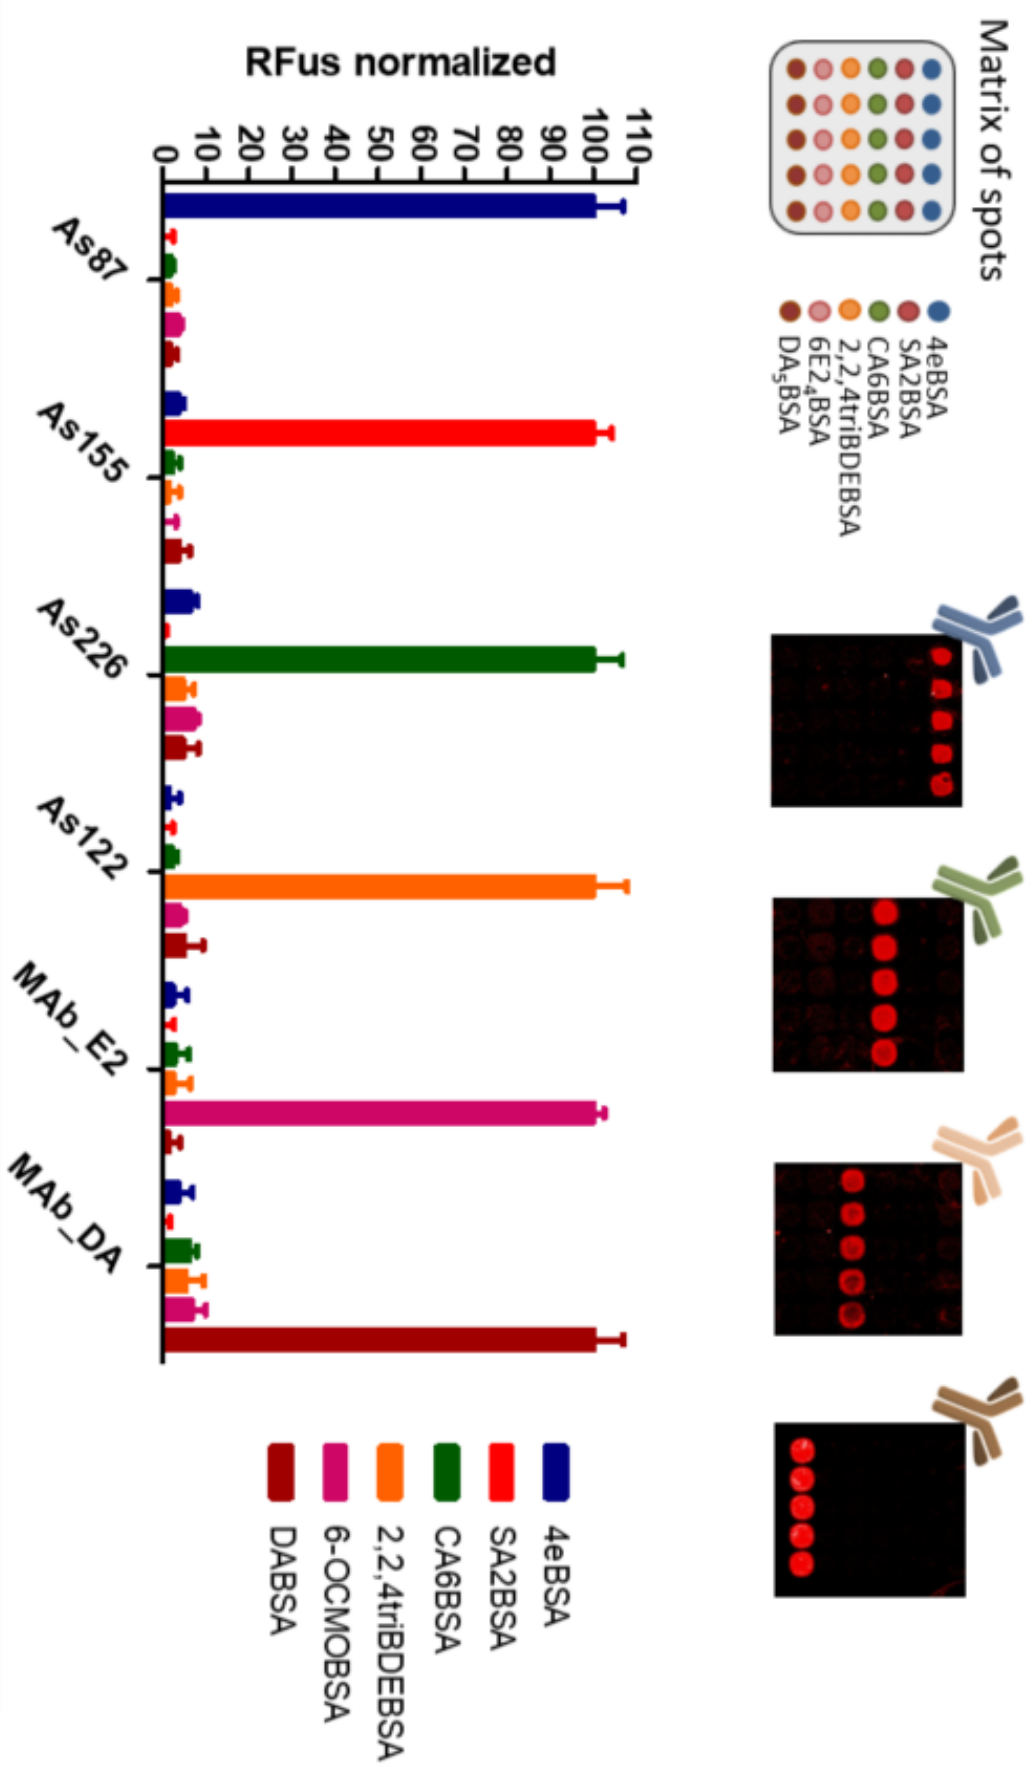 Matrix of spots
4eBSA
SA2BSA
CA6BSA
2,2,4triBDEBSA
6E2₄BSA
DA₅BSA
RFus normalized
110
100
90
80
70
60
50
40
30
20
10
0
As87
As155
As226
As122
MAb_E2
MAb_DA
4eBSA
SA2BSA
CA6BSA
2,2,4triBDEBSA
6-OCMOBSA
DABSA